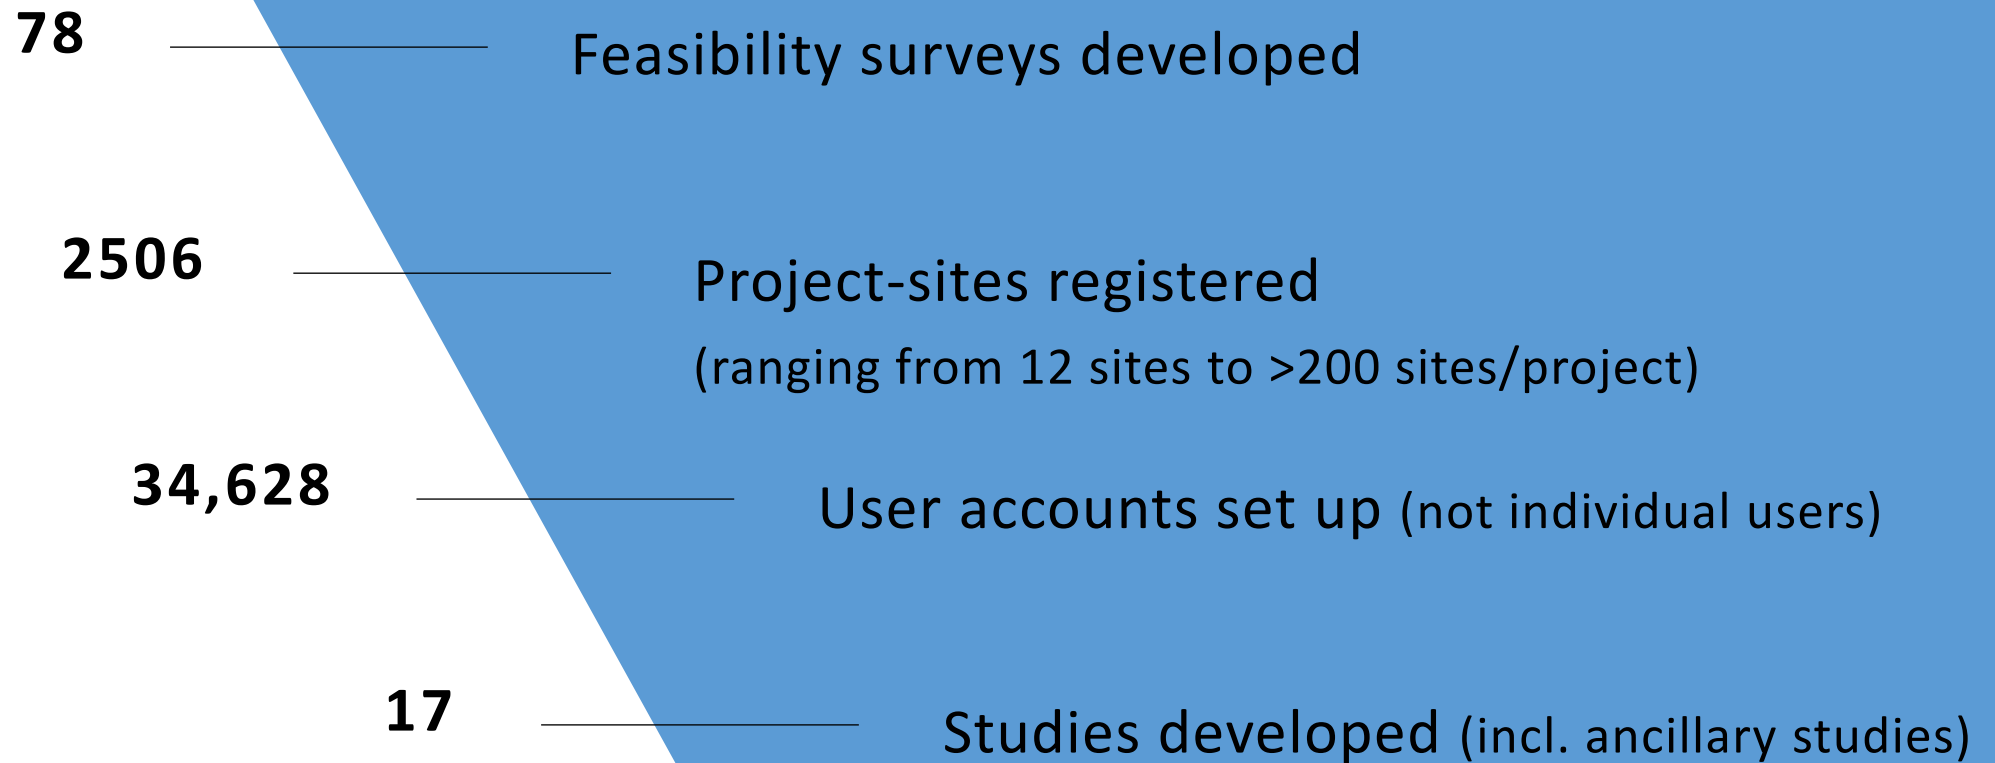 78 Feasibility surveys developed
2506 Project-sites registered
(ranging from 12 sites to >200 sites/project)
34,628 User accounts set up (not individual users)
17 Studies developed (incl. ancillary studies)